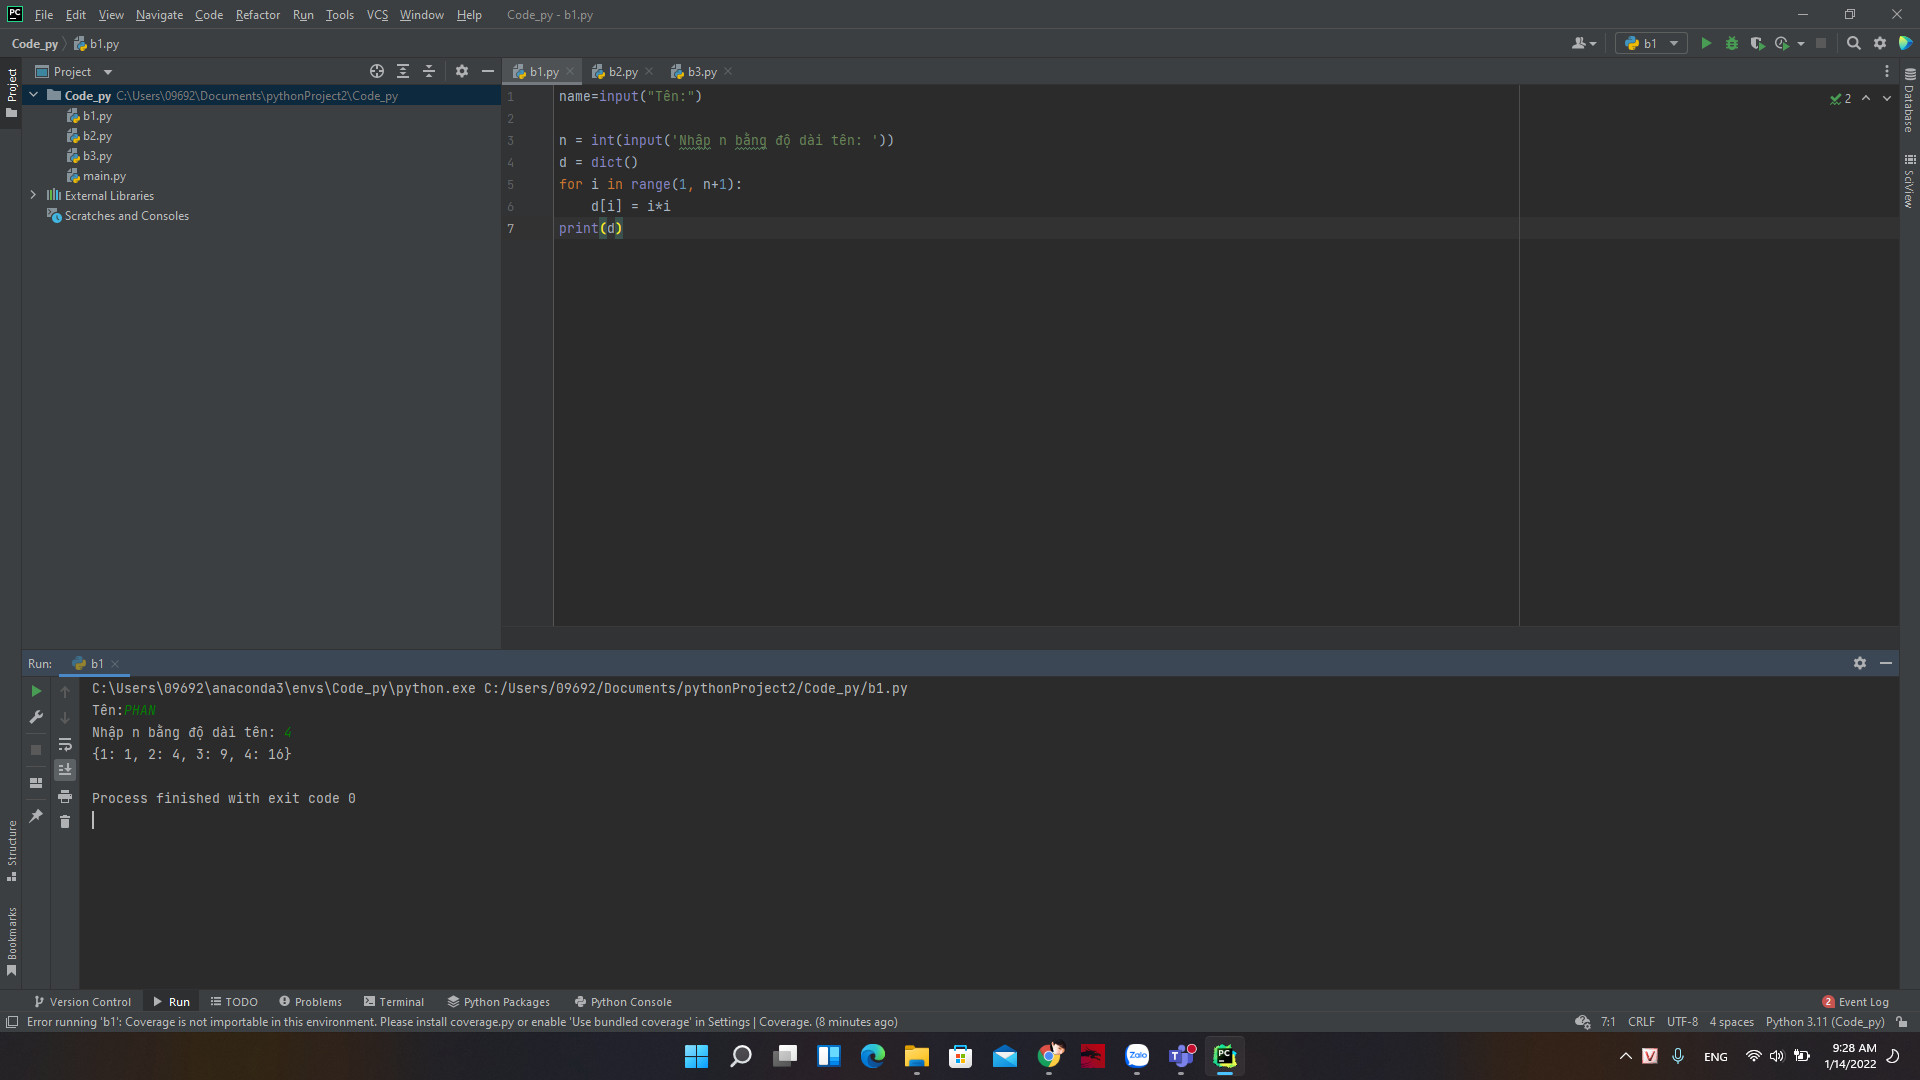 File Edit View Navigate Code Refactor Run Tools VCS Window Help Code_py - b1.py
Code_py b1.py b1
Project
b1.py b2.py b3.py
Project
Code_py C:\Users\09692\Documents\pythonProject2\Code_py
b1.py
b2.py
b3.py
main.py
External Libraries
Scratches and Consoles
1 name=input("Tên:")
2
3 n = int(input('Nhập n bằng độ dài tên: '))
4 d = dict()
5 for i in range(1, n+1):
6 d[i] = i*i
7 print(d)
2
Database
SciView
Run: b1
C:\Users\09692\anaconda3\envs\Code_py\python.exe C:/Users/09692/Documents/pythonProject2/Code_py/b1.py
Tên:PHAN
Nhập n bằng độ dài tên: 4
{1: 1, 2: 4, 3: 9, 4: 16}
Process finished with exit code 0
Structure
Bookmarks
Version Control Run TODO Problems Terminal Python Packages Python Console 2 Event Log
Error running 'b1': Coverage is not importable in this environment. Please install coverage.py or enable 'Use bundled coverage' in Settings | Coverage. (8 minutes ago) 7:1 CRLF UTF-8 4 spaces Python 3.11 (Code_py)
Zalo
PC
V ENG 9:28 AM
1/14/2022